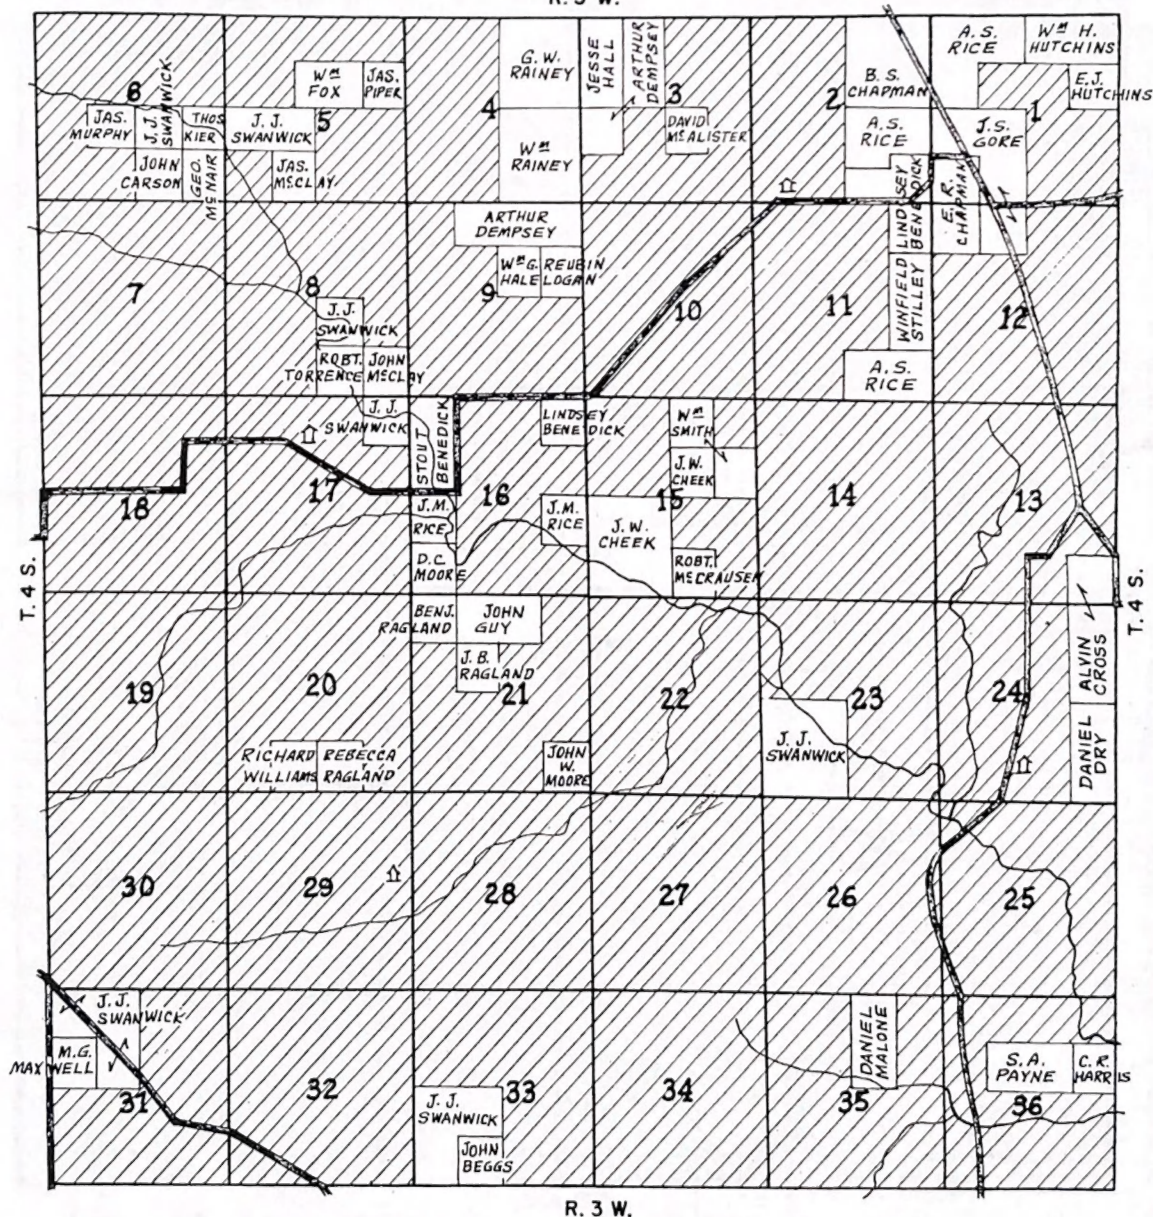 R. 3 W.
A. S.
RICE
Wᵐ H.
HUTCHINS
E. J.
HUTCHINS
G. W.
RAINEY
JESSE
HALL
ARTHUR
DEMPSEY
Wᵐ
FOX
JAS.
PIPER
B. S.
CHAPMAN
6
5
4
3
2
1
JAS.
MURPHY
J. J.
SWANWICK
THOS
KIER
J. J.
SWANWICK
DAVID
McALISTER
A. S.
RICE
J. S.
GORE
JOHN
CARSON
GEO.
McNAIR
JAS.
McCLAY
Wᵐ
RAINEY
LINDSEY
BENEDICK
E. R.
CHAPMAN
ARTHUR
DEMPSEY
Wᵐ G.
HALE
REUBIN
LOGAN
WINFIELD
STILLEY
7
8
9
10
11
12
J. J.
SWANWICK
ROBT.
TORRENCE
JOHN
McCLAY
A. S.
RICE
J. J.
SWANWICK
STOUT
BENEDICK
LINDSEY
BENEDICK
Wᵐ
SMITH
J. W.
CHEEK
18
17
16
15
14
13
J. M.
RICE
J. M.
RICE
J. W.
CHEEK
D. C.
MOORE
ROBT.
McCRAUSEN
T. 4 S.
T. 4 S.
BENJ.
RAGLAND
JOHN
GUY
J. B.
RAGLAND
ALVIN
CROSS
19
20
21
22
23
24
RICHARD
WILLIAMS
REBECCA
RAGLAND
JOHN
W.
MOORE
J. J.
SWANWICK
DANIEL
DRY
30
29
28
27
26
25
J. J.
SWANWICK
M. G.
MAXWELL
DANIEL
MALONE
S. A.
PAYNE
C. R.
HARRIS
31
32
33
34
35
36
J. J.
SWANWICK
JOHN
BEGGS
R. 3 W.